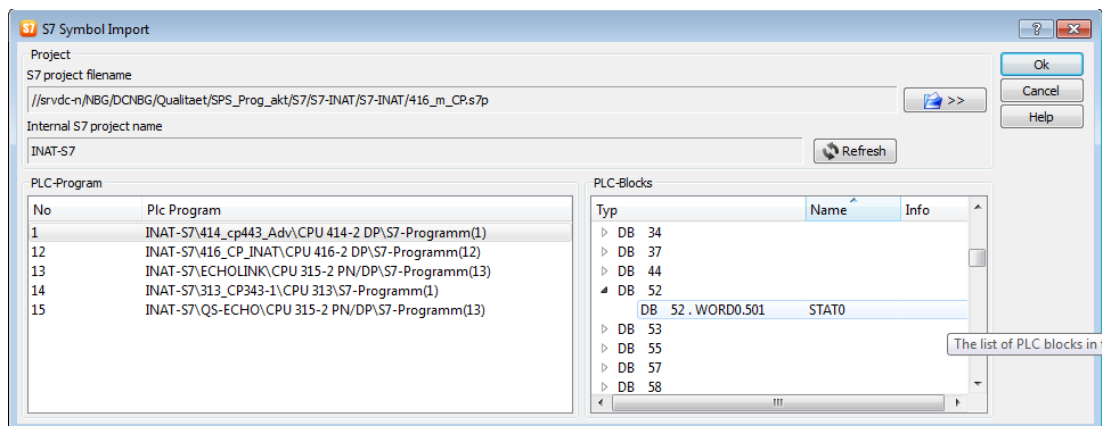 S7 S7 Symbol Import
Project
S7 project filename
Ok
//srvdc-n/NBG/DCNBG/Qualitaet/SPS_Prog_akt/S7/S7-INAT/S7-INAT/416_m_CP.s7p
>>
Cancel
Internal S7 project name
Help
INAT-S7
Refresh
PLC-Program
No Plc Program
1 INAT-S7\414_cp443_Adv\CPU 414-2 DP\S7-Programm(1)
12 INAT-S7\416_CP_INAT\CPU 416-2 DP\S7-Programm(12)
13 INAT-S7\ECHOLINK\CPU 315-2 PN/DP\S7-Programm(13)
14 INAT-S7\313_CP343-1\CPU 313\S7-Programm(1)
15 INAT-S7\QS-ECHO\CPU 315-2 PN/DP\S7-Programm(13)
PLC-Blocks
Typ Name Info
DB 34
DB 37
DB 44
DB 52
DB 52 . WORD0.501 STAT0
DB 53
DB 55
DB 57
DB 58
The list of PLC blocks in